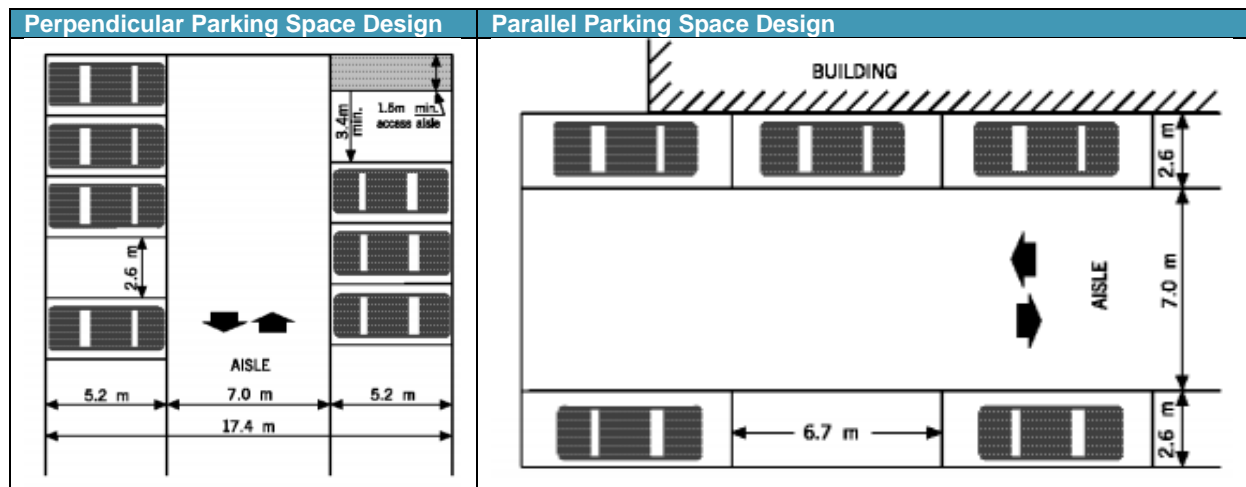 Perpendicular Parking Space Design
3.4m
min.
1.5m min.
access aisle
2.6 m
AISLE
5.2 m
7.0 m
5.2 m
17.4 m
Parallel Parking Space Design
BUILDING
2.6 m
7.0 m
AISLE
6.7 m
2.6 m